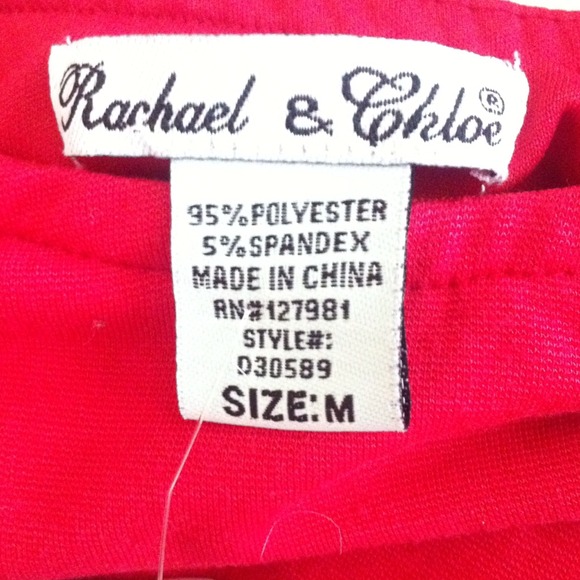 Rachael & Chloe®
95%POLYESTER
5%SPANDEX
MADE IN CHINA
RN#127981
STYLE#:
D30589
SIZE:M